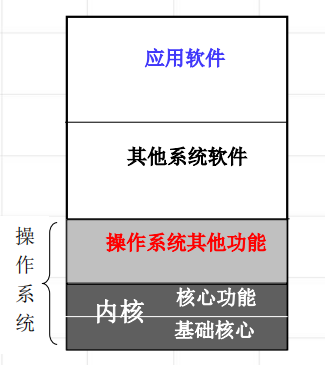 应用软件
其他系统软件
操作系统其他功能
操作系统
内核
核心功能
基础核心